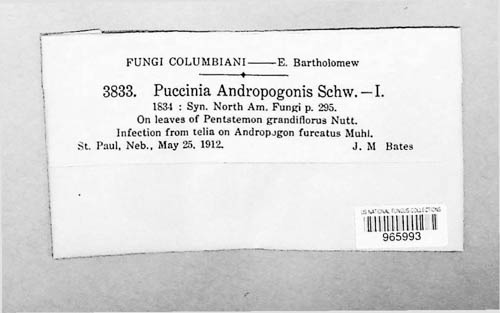 FUNGI COLUMBIANI——E. Bartholomew
3833. Puccinia Andropogonis Schw.—I.
1834 : Syn. North Am. Fungi p. 295.
On leaves of Pentstemon grandiflorus Nutt.
Infection from telia on Andropogon furcatus Muhl.
St. Paul, Neb., May 25, 1912. J. M Bates
US NATIONAL FUNGUS COLLECTIONS
965993